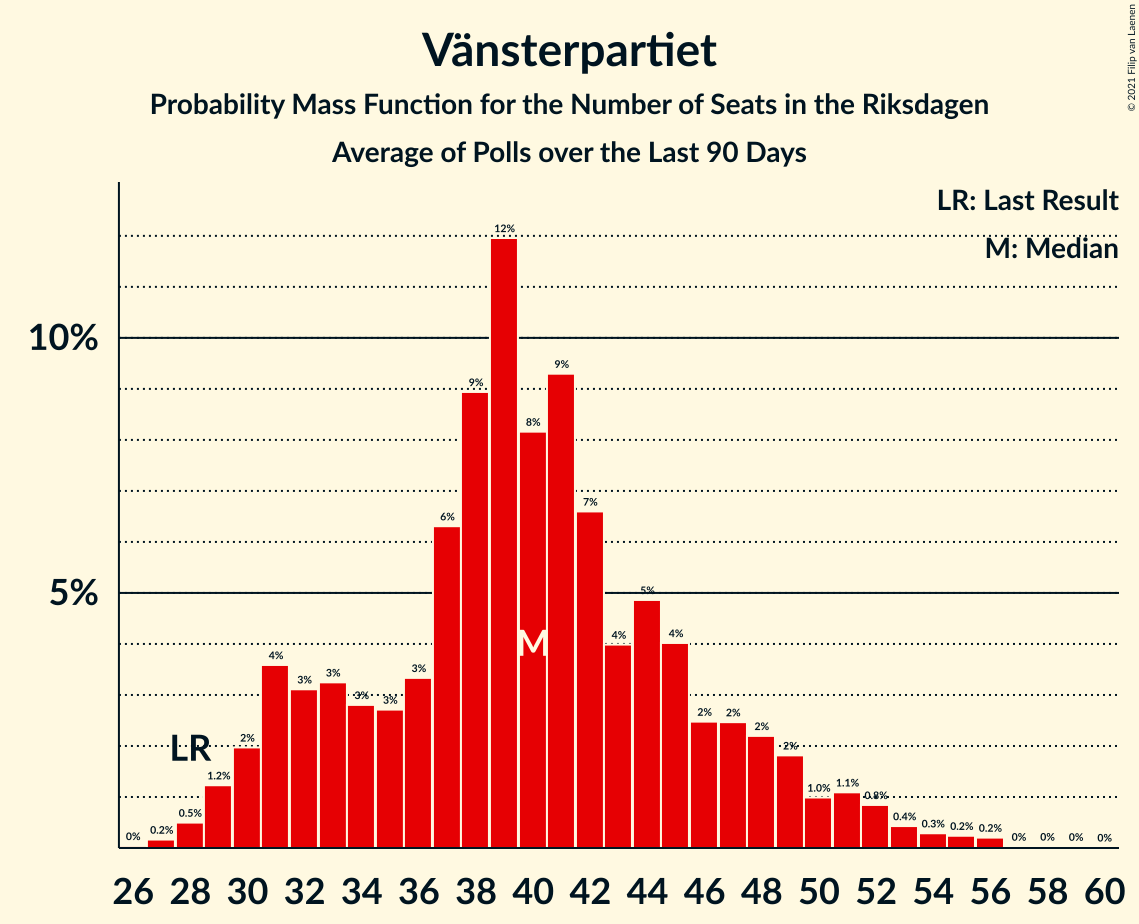 Vänsterpartiet
Probability Mass Function for the Number of Seats in the Riksdagen
Average of Polls over the Last 90 Days
© 2021 Filip van Laenen
LR: Last Result
M: Median
10%
5%
0% 0.2% 0.5% 1.2% 2% 4% 3% 3% 3% 3% 3% 6% 9% 12% 8% 9% 7% 4% 5% 4% 2% 2% 2% 2% 1.0% 1.1% 0.8% 0.4% 0.3% 0.2% 0.2% 0% 0% 0% 0%
LR
M
26 28 30 32 34 36 38 40 42 44 46 48 50 52 54 56 58 60